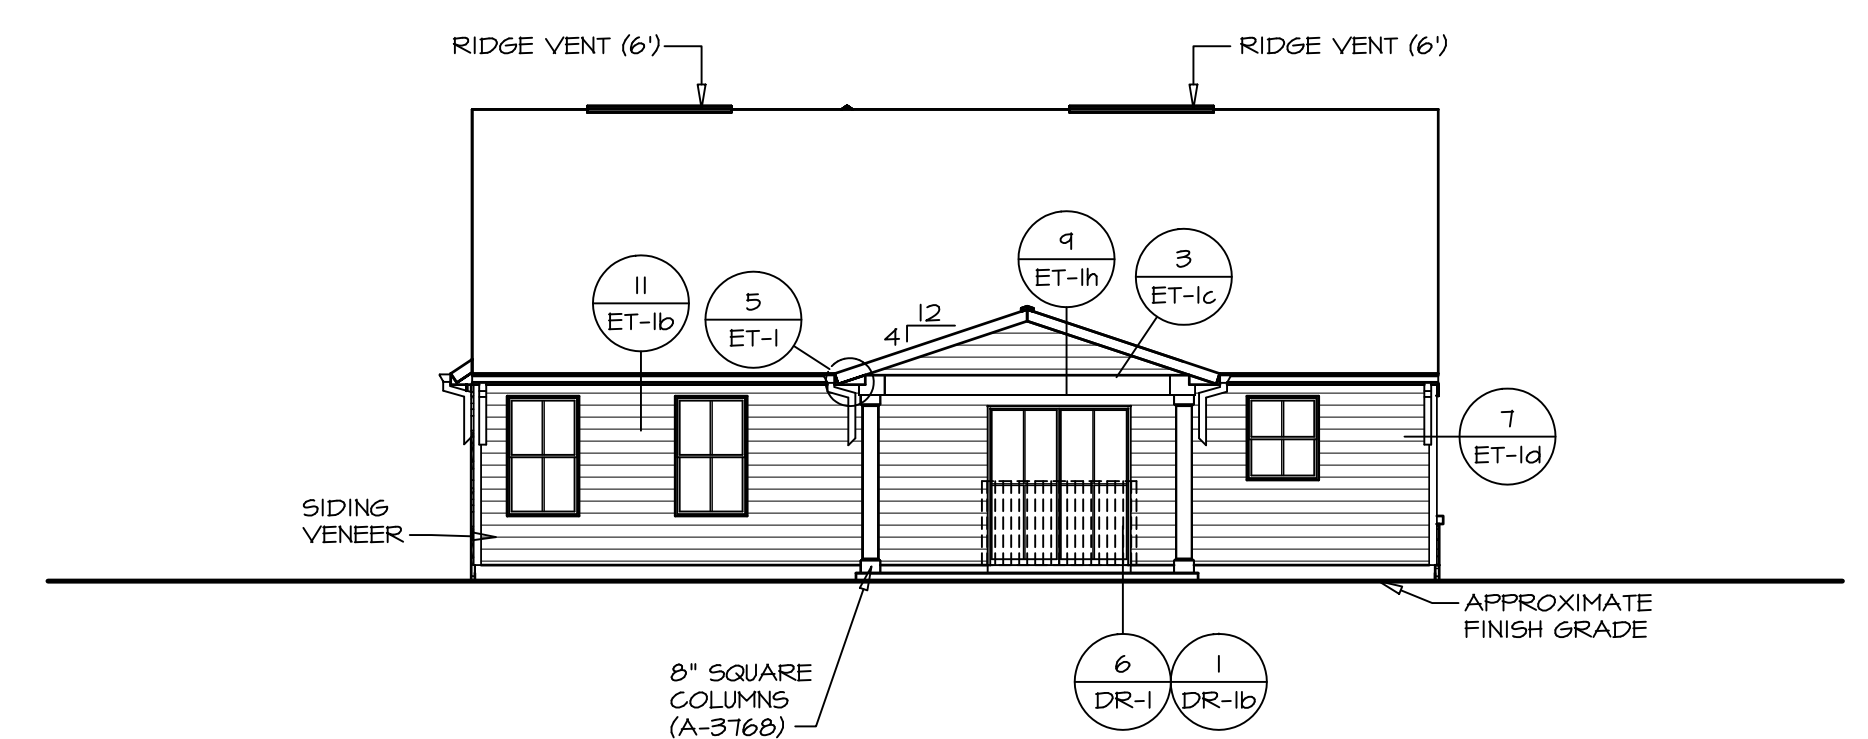 RIDGE VENT (6')
RIDGE VENT (6')
9
ET-1h
3
ET-1c
11
ET-1b
5
ET-1
12
4
7
ET-1d
SIDING
VENEER
APPROXIMATE
FINISH GRADE
8" SQUARE
COLUMNS
(A-3768)
6
DR-1
1
DR-1b